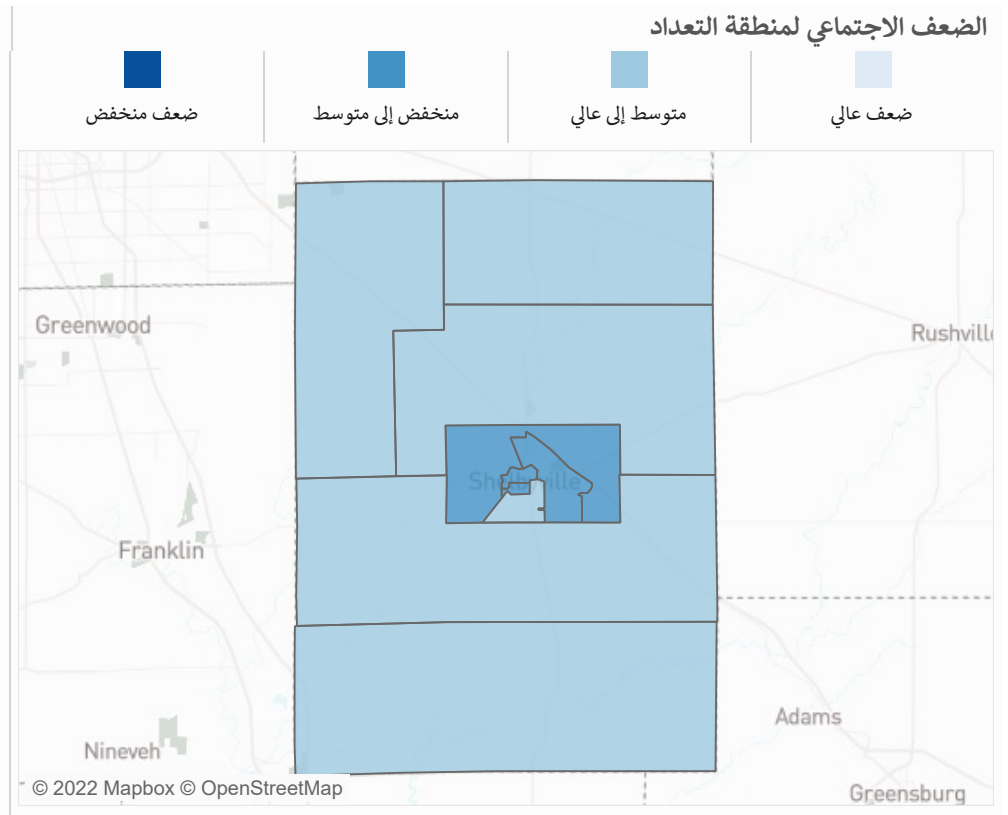 الضعف الاجتماعي لمنطقة التعداد
ضعف عالي
متوسط إلى عالي
منخفض إلى متوسط
ضعف منخفض
Greenwood
Rushville
Shelbyville
Franklin
Adams
Nineveh
© 2022 Mapbox © OpenStreetMap
Greensburg